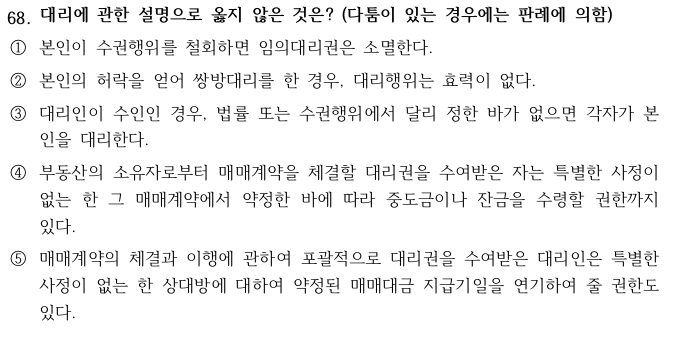 68. 대리에 관한 설명으로 옳지 않은 것은? (다툼이 있는 경우에는 판례에 의함)
① 본인이 수권행위를 철회하면 임의대리권은 소멸한다.
② 본인의 허락을 얻어 쌍방대리를 한 경우, 대리행위는 효력이 없다.
③ 대리인이 수인인 경우, 법률 또는 수권행위에서 달리 정한 바가 없으면 각자가 본
인을 대리한다.
④ 부동산의 소유자로부터 매매계약을 체결할 대리권을 수여받은 자는 특별한 사정이
없는 한 그 매매계약에서 약정한 바에 따라 중도금이나 잔금을 수령할 권한까지
있다.
⑤ 매매계약의 체결과 이행에 관하여 포괄적으로 대리권을 수여받은 대리인은 특별한
사정이 없는 한 상대방에 대하여 약정된 매매대금 지급기일을 연기하여 줄 권한도
있다.